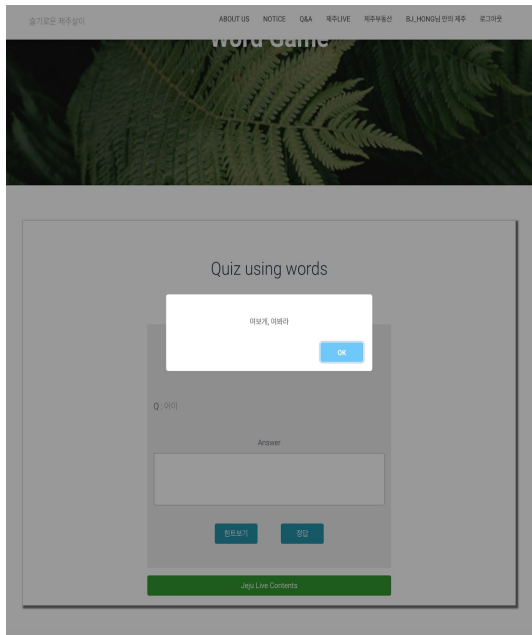 슬기로운 제주살이
ABOUT US NOTICE Q&A 제주LIVE 제주부동산 BJ_HONG님 만의 제주 로그아웃
Word Game
Quiz using words
여보게, 여봐라
OK
Q : 어이
Answer
힌트보기 정답
Jeju Live Contents